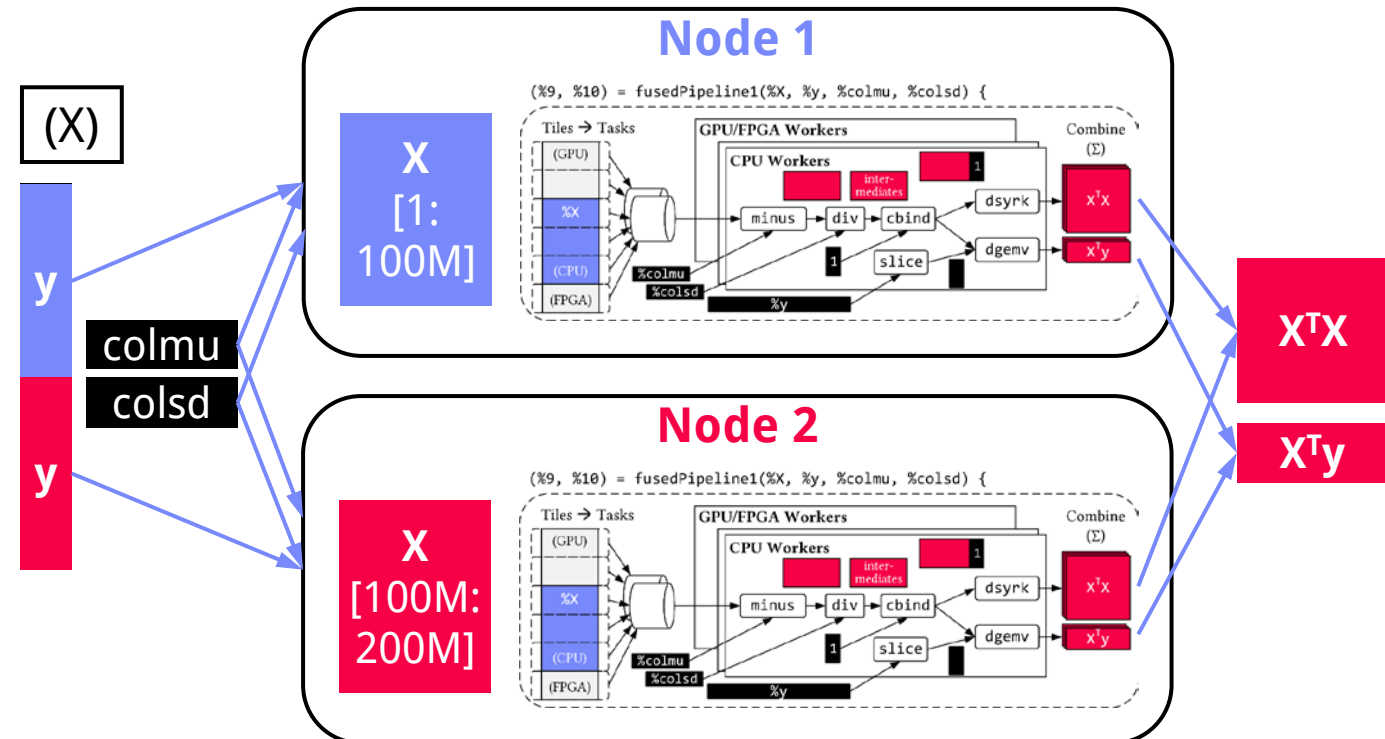 (X)
y
y
colmu
colsd
Node 1
X
[1:
100M]
(%9, %10) = fusedPipeline1(%X, %y, %colmu, %colsd) {
Tiles → Tasks
(GPU)
%X
(CPU)
(FPGA)
GPU/FPGA Workers
CPU Workers
inter-
mediates
1
minus
div
cbind
dsyrk
dgemv
slice
1
%colmu
%colsd
%y
Combine
(Σ)
XᵀX
Xᵀy
Node 2
X
[100M:
200M]
(%9, %10) = fusedPipeline1(%X, %y, %colmu, %colsd) {
Tiles → Tasks
(GPU)
%X
(CPU)
(FPGA)
GPU/FPGA Workers
CPU Workers
inter-
mediates
1
minus
div
cbind
dsyrk
dgemv
slice
1
%colmu
%colsd
%y
Combine
(Σ)
XᵀX
Xᵀy
XᵀX
Xᵀy